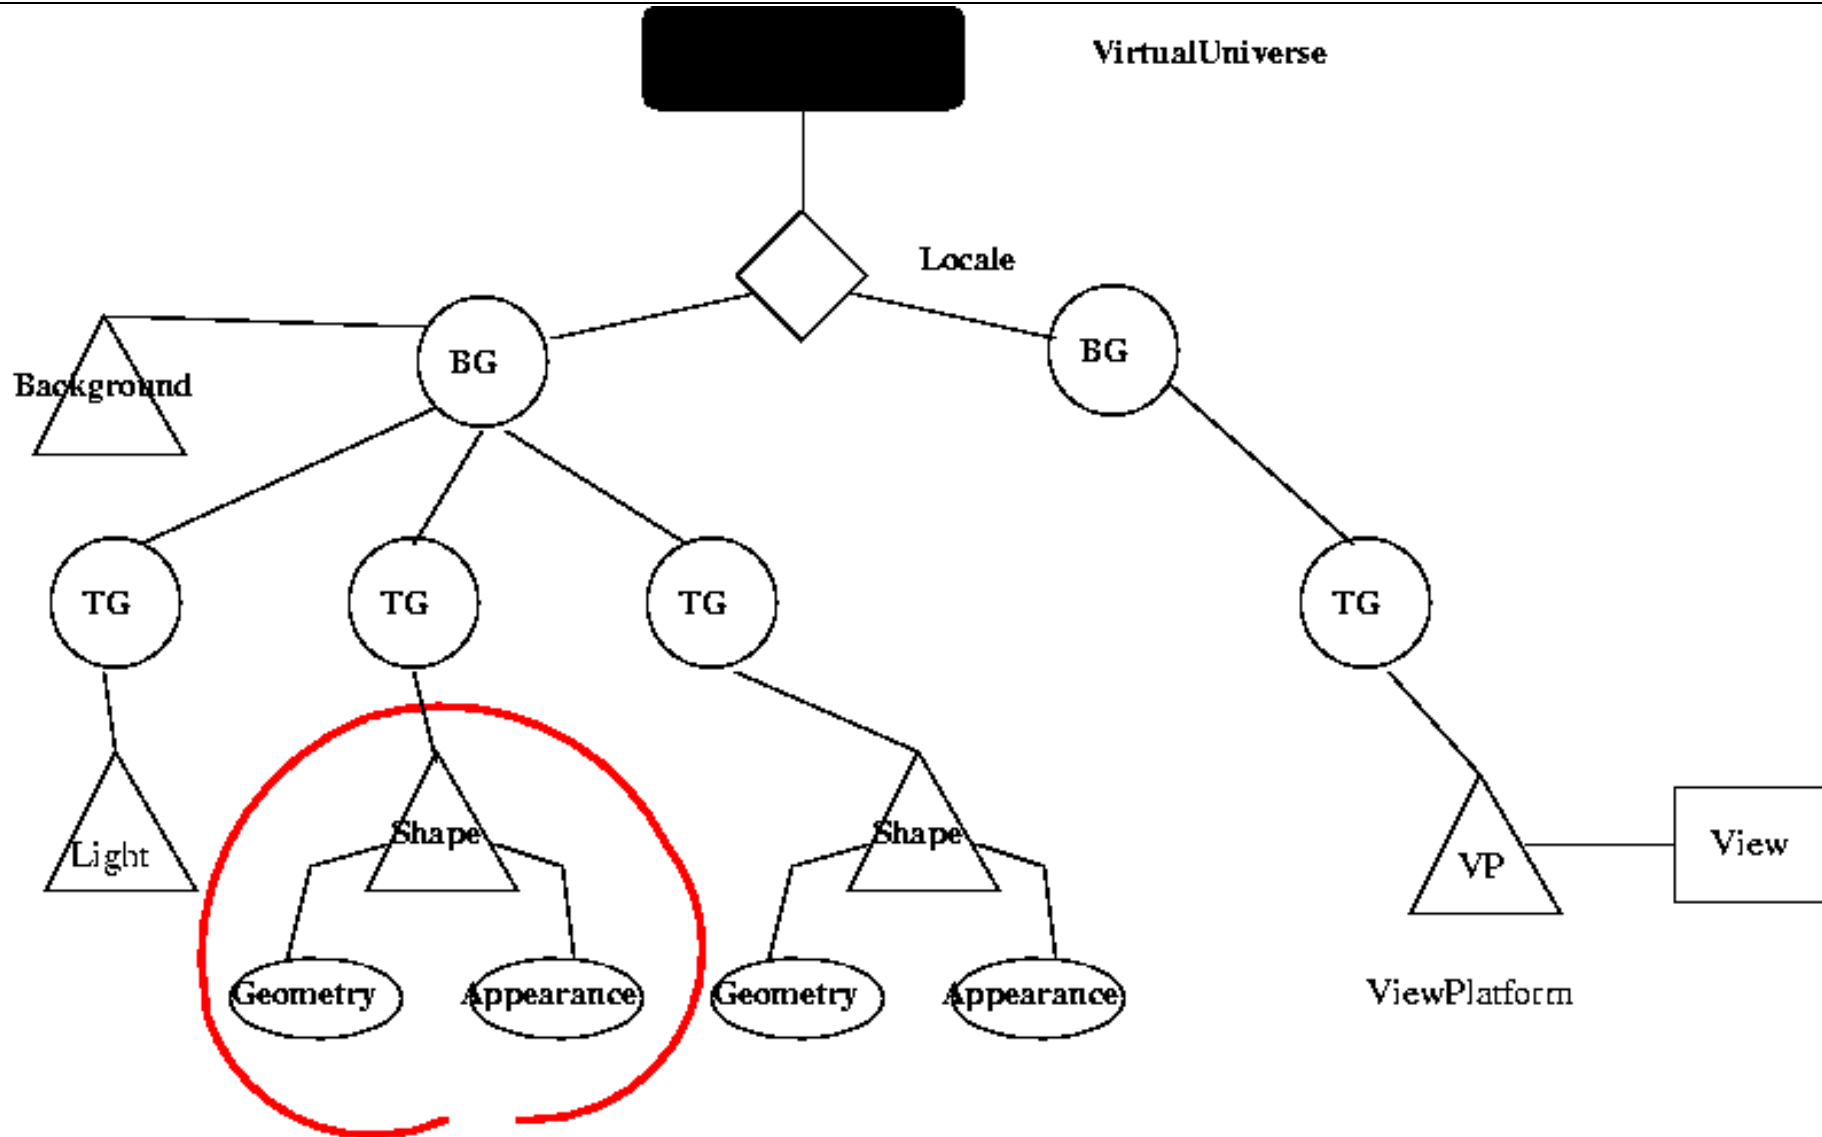 VirtualUniverse
Locale
BG
BG
Background
TG
TG
TG
TG
Light
Shape
Shape
VP
View
Geometry
Appearance
Geometry
Appearance
ViewPlatform